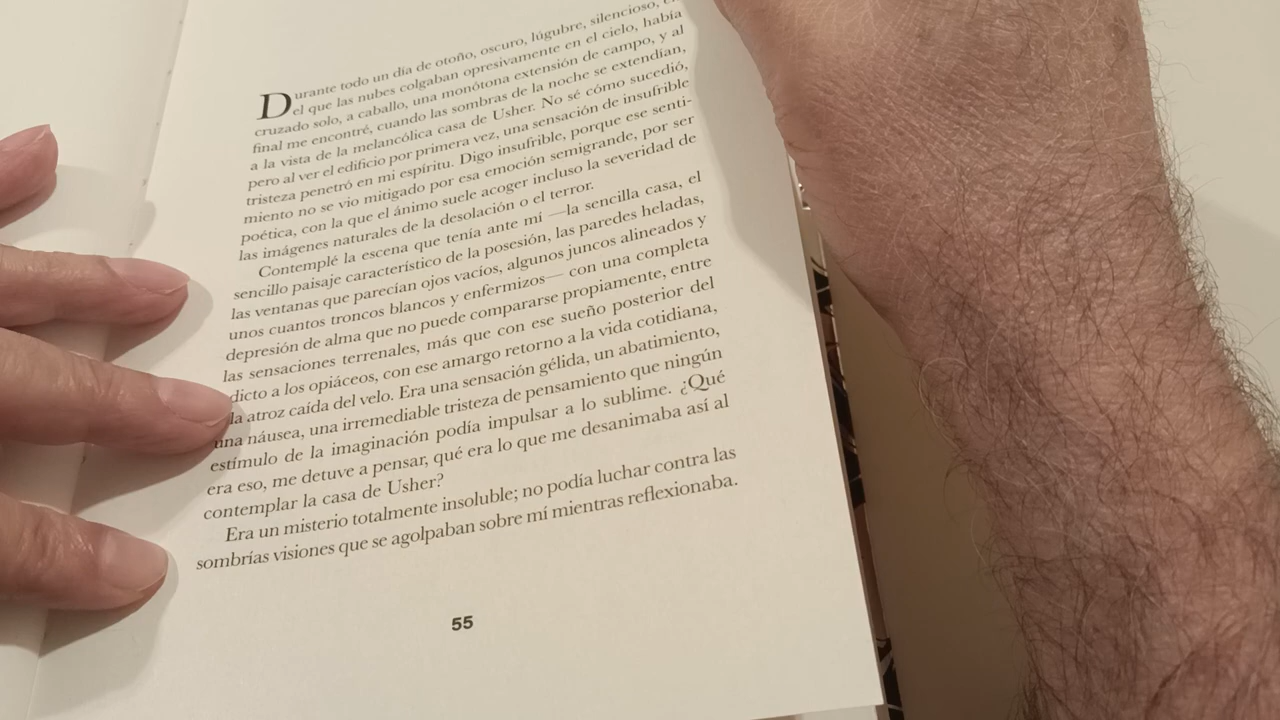 Durante todo un día de otoño, oscuro, lúgubre, silencioso, en
el que las nubes colgaban opresivamente en el cielo, había
cruzado solo, a caballo, una monótona extensión de campo, y al
final me encontré, cuando las sombras de la noche se extendían,
a la vista de la melancólica casa de Usher. No sé cómo sucedió,
pero al ver el edificio por primera vez, una sensación de insufrible
tristeza penetró en mi espíritu. Digo insufrible, porque ese senti-
miento no se vio mitigado por esa emoción semigrande, por ser
poética, con la que el ánimo suele acoger incluso la severidad de
las imágenes naturales de la desolación o el terror.
Contemplé la escena que tenía ante mí —la sencilla casa, el
sencillo paisaje característico de la posesión, las paredes heladas,
las ventanas que parecían ojos vacíos, algunos juncos alineados y
unos cuantos troncos blancos y enfermizos— con una completa
depresión de alma que no puede compararse propiamente, entre
las sensaciones terrenales, más que con ese sueño posterior del
dicto a los opiáceos, con ese amargo retorno a la vida cotidiana,
la atroz caída del velo. Era una sensación gélida, un abatimiento,
una náusea, una irremediable tristeza de pensamiento que ningún
estímulo de la imaginación podía impulsar a lo sublime. ¿Qué
era eso, me detuve a pensar, qué era lo que me desanimaba así al
contemplar la casa de Usher?
Era un misterio totalmente insoluble; no podía luchar contra las
sombrías visiones que se agolpaban sobre mí mientras reflexionaba.
55